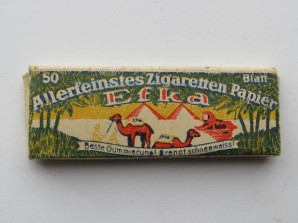 50 Blatt
Allerfeinstes Zigaretten Papier
Efka
Beste Gummierung! Brennt schneeweiss!